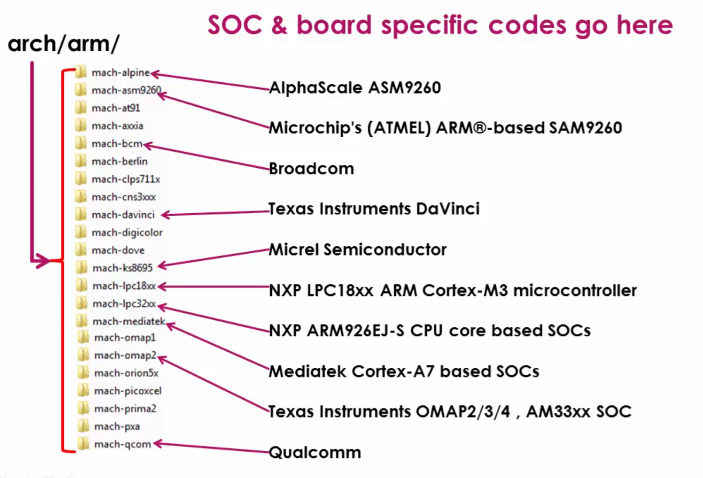 SOC & board specific codes go here
arch/arm/
mach-alpine
mach-asm9260
mach-at91
mach-axxia
mach-bcm
mach-berlin
mach-clps711x
mach-cns3xxx
mach-davinci
mach-digicolor
mach-dove
mach-ks8695
mach-lpc18xx
mach-lpc32xx
mach-mediatek
mach-omap1
mach-omap2
mach-orion5x
mach-picoxcel
mach-prima2
mach-pxa
mach-qcom
AlphaScale ASM9260
Microchip's (ATMEL) ARM®-based SAM9260
Broadcom
Texas Instruments DaVinci
Micrel Semiconductor
NXP LPC18xx ARM Cortex-M3 microcontroller
NXP ARM926EJ-S CPU core based SOCs
Mediatek Cortex-A7 based SOCs
Texas Instruments OMAP2/3/4 , AM33xx SOC
Qualcomm